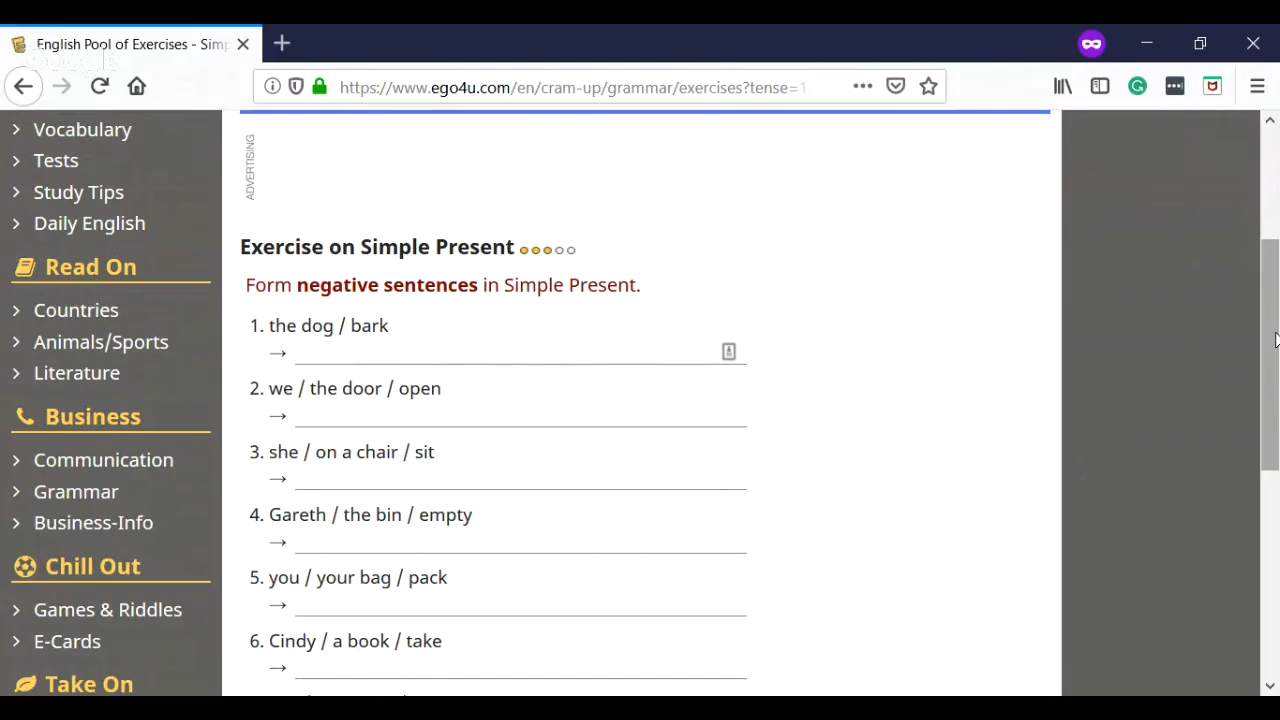 English Pool of Exercises - Simp
https://www.ego4u.com/en/cram-up/grammar/exercises?tense=1
Vocabulary
Tests
Study Tips
Daily English
Read On
Countries
Animals/Sports
Literature
Business
Communication
Grammar
Business-Info
Chill Out
Games & Riddles
E-Cards
Take On
ADVERTISING
Exercise on Simple Present
Form negative sentences in Simple Present.
1. the dog / bark
→
2. we / the door / open
→
3. she / on a chair / sit
→
4. Gareth / the bin / empty
→
5. you / your bag / pack
→
6. Cindy / a book / take
→